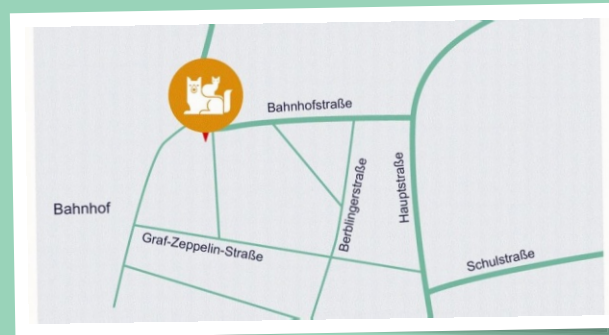 Bahnhofstraße
Bahnhof
Graf-Zeppelin-Straße
Berblingerstraße
Hauptstraße
Schulstraße